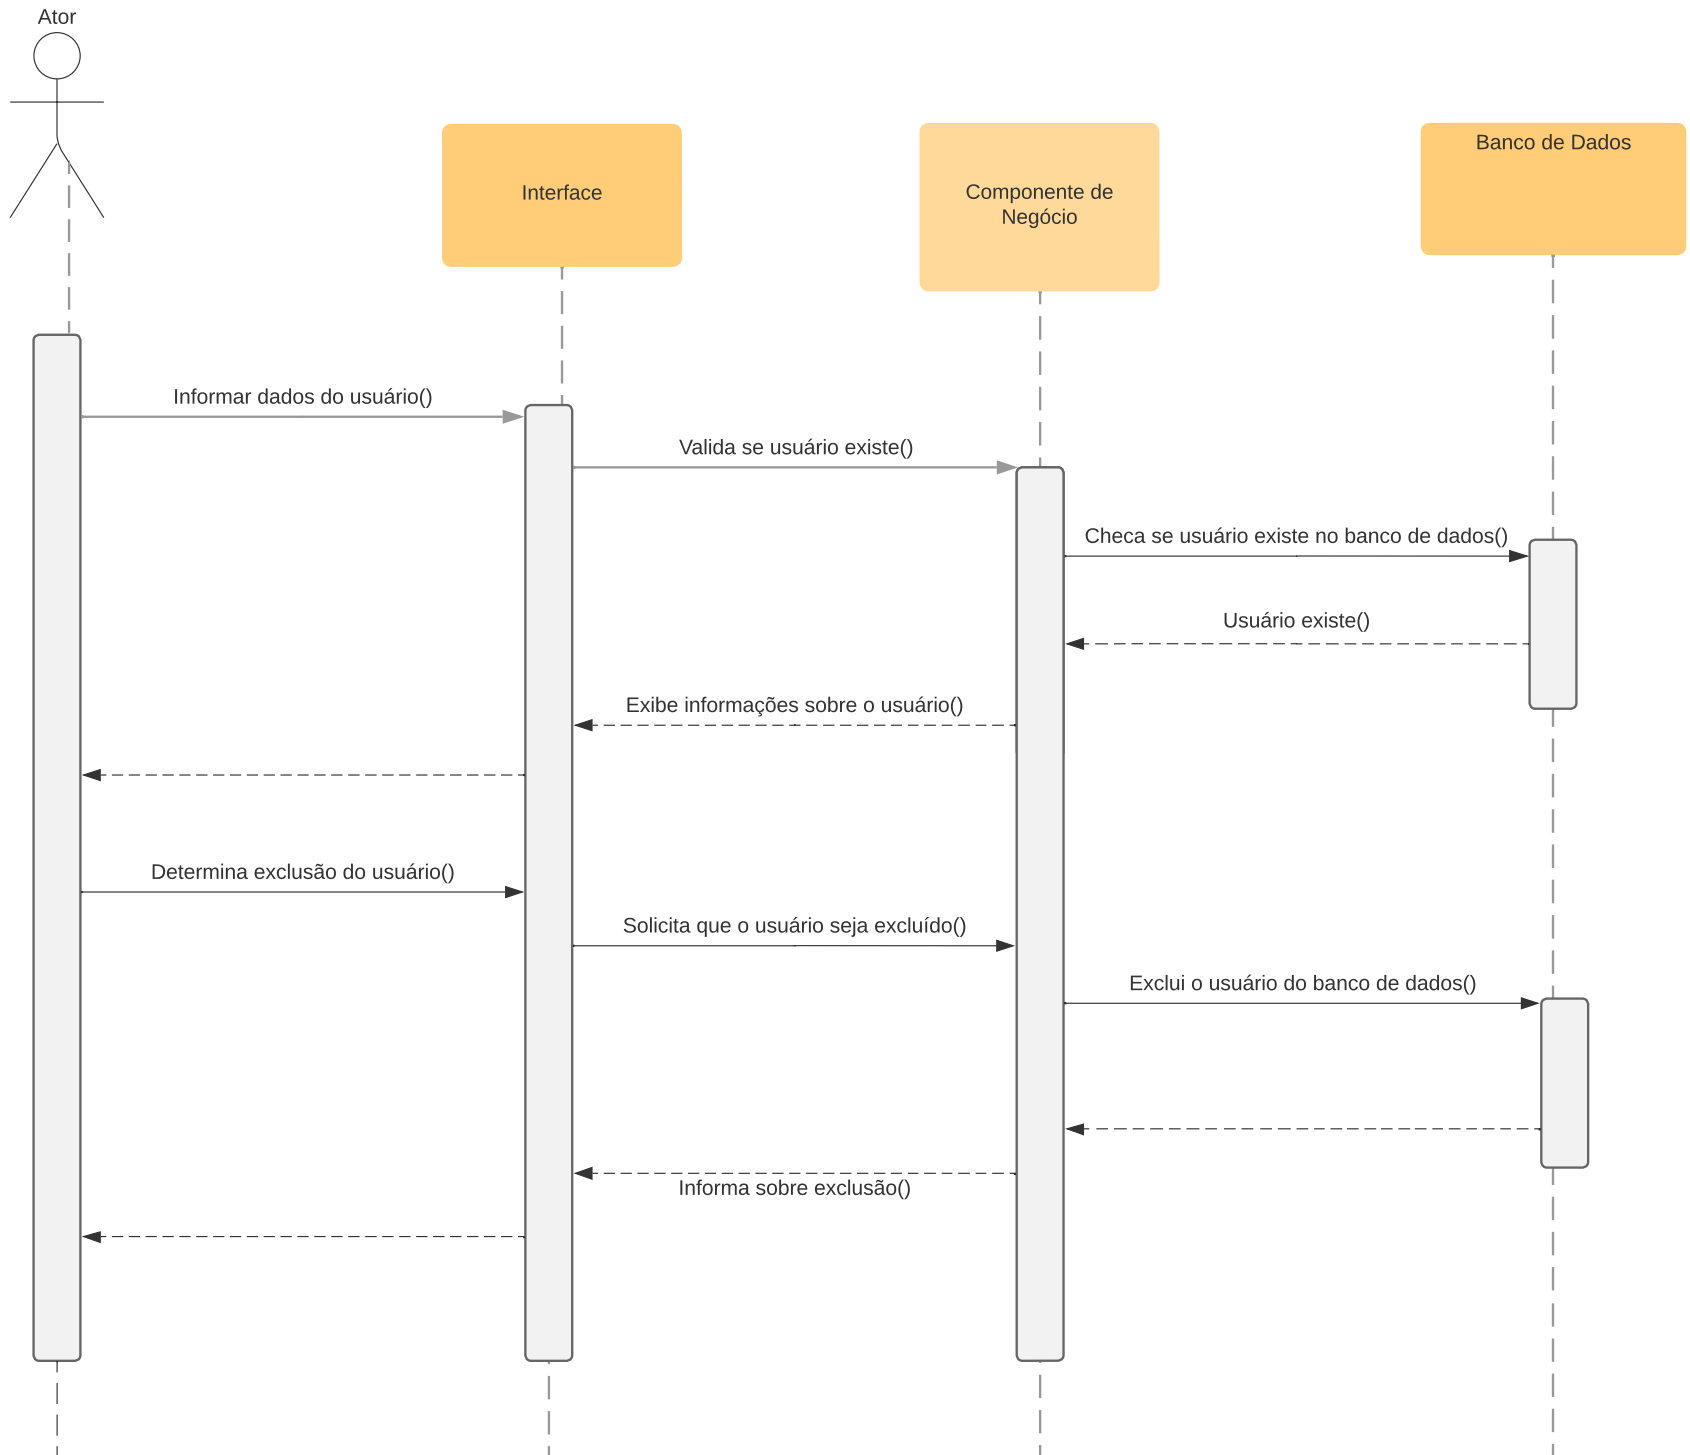 Ator
Interface
Componente de
Negócio
Banco de Dados
Informar dados do usuário()
Valida se usuário existe()
Checa se usuário existe no banco de dados()
Usuário existe()
Exibe informações sobre o usuário()
Determina exclusão do usuário()
Solicita que o usuário seja excluído()
Exclui o usuário do banco de dados()
Informa sobre exclusão()